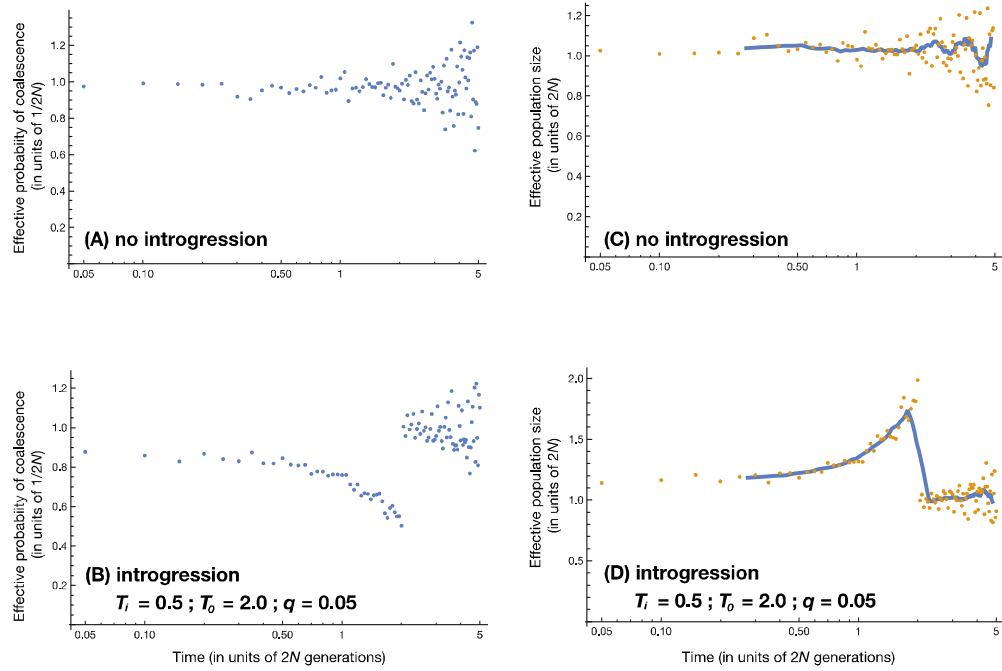 Effective probability of coalescence
(in units of 1/2N)
1.2
1.0
0.8
0.6
0.4
0.2
(A) no introgression
0.05
0.10
0.50
1
5
Effective population size
(in units of 2N)
1.2
1.0
0.8
0.6
0.4
0.2
(C) no introgression
0.05
0.10
0.50
1
5
Effective probability of coalescence
(in units of 1/2N)
1.2
1.0
0.8
0.6
0.4
0.2
(B) introgression
Ti = 0.5 ; To = 2.0 ; q = 0.05
0.05
0.10
0.50
1
5
Time (in units of 2N generations)
Effective population size
(in units of 2N)
2.0
1.5
1.0
0.5
(D) introgression
Ti = 0.5 ; To = 2.0 ; q = 0.05
0.05
0.10
0.50
1
5
Time (in units of 2N generations)